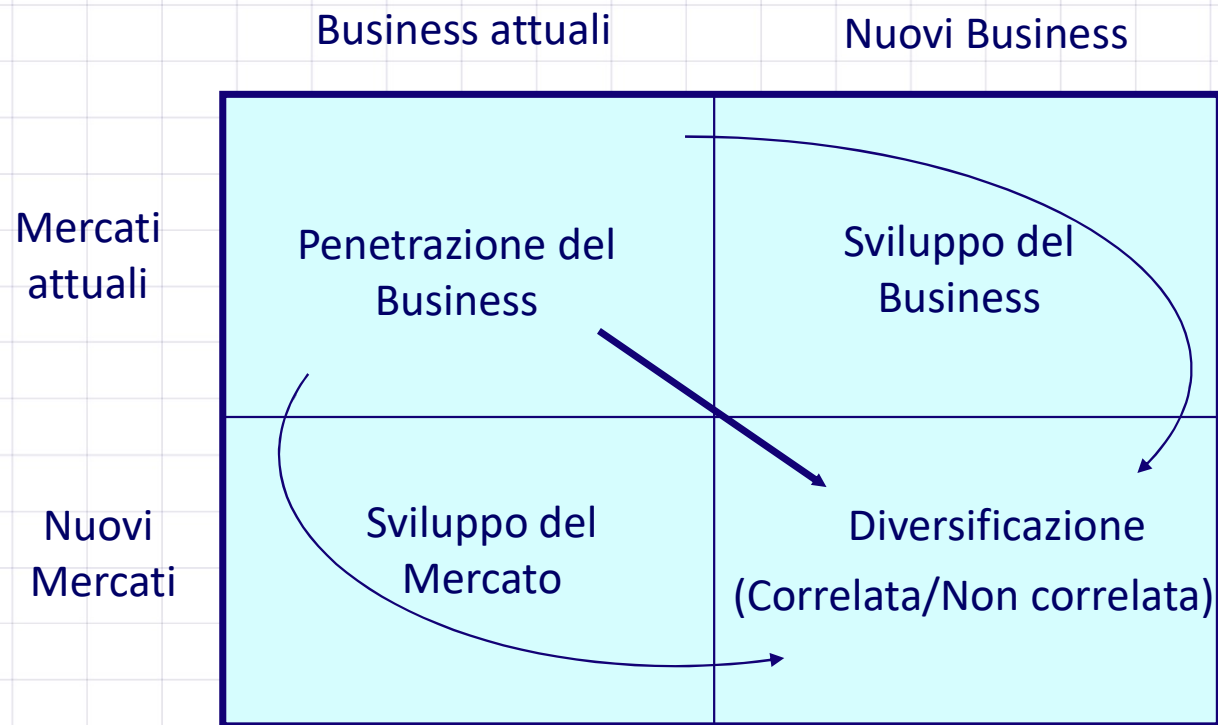 Business attuali
Nuovi Business
Mercati
attuali
Penetrazione del
Business
Sviluppo del
Business
Nuovi
Mercati
Sviluppo del
Mercato
Diversificazione
(Correlata/Non correlata)